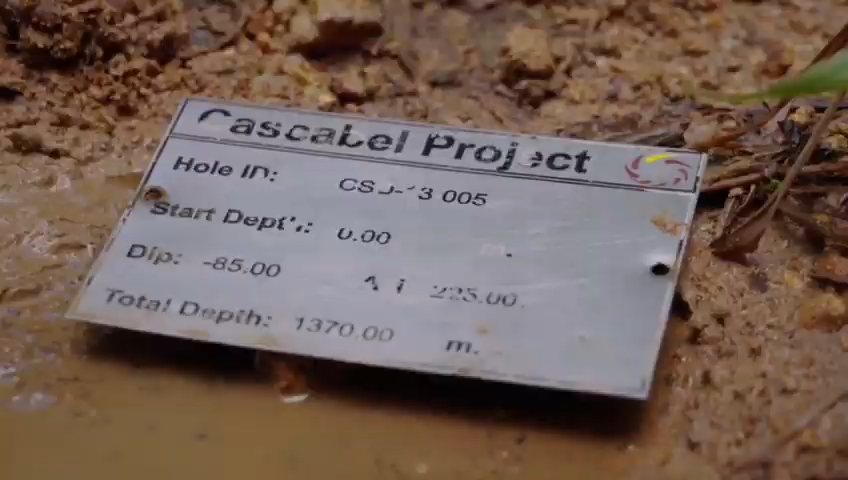 Cascabel Project
Hole ID: 005
Start Depth: 0.00 m.
Dip: -85.00 225.00
Total Depth: 1370.00 m.